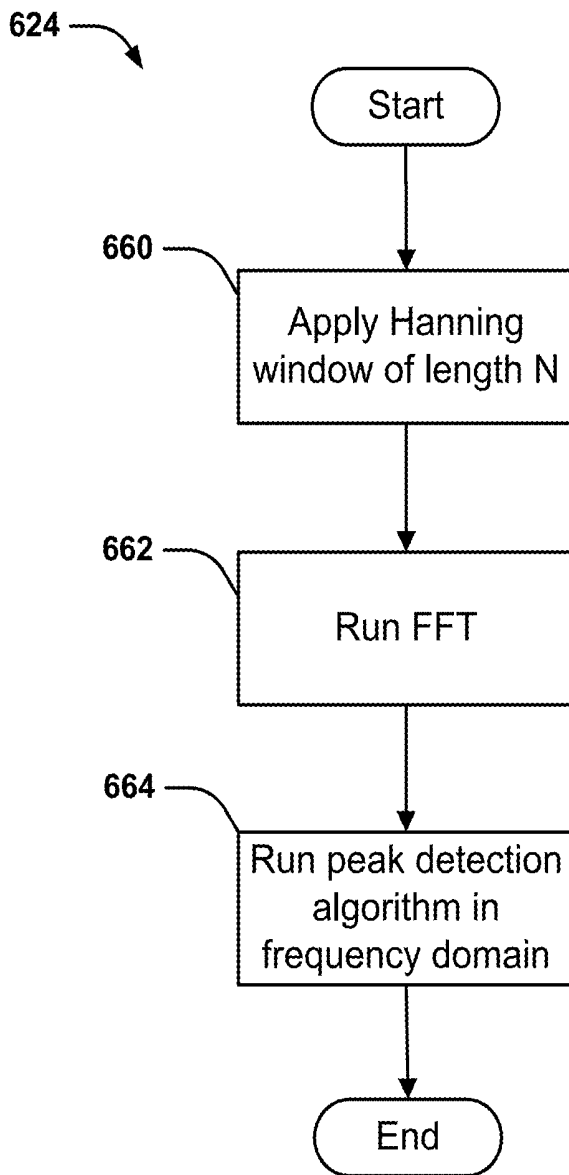 624
Start
660
Apply Hanning
window of length N
662
Run FFT
664
Run peak detection
algorithm in
frequency domain
End